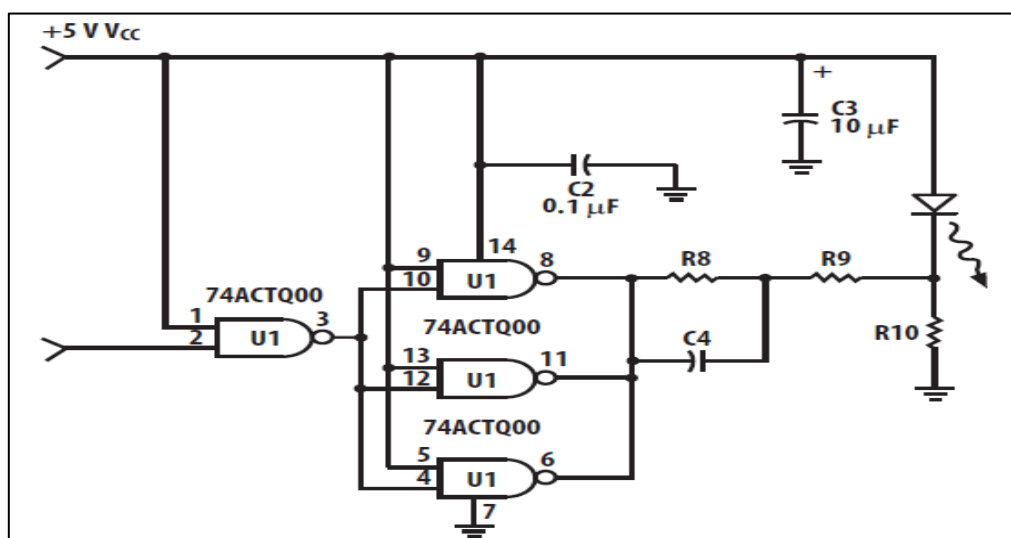 +5 V VCC
+
C3
10 μF
C2
0.1 μF
14
9
8
10
U1
R8
R9
74ACTQ00
1
3
2
U1
74ACTQ00
R10
C4
13
11
12
U1
74ACTQ00
5
6
4
U1
7